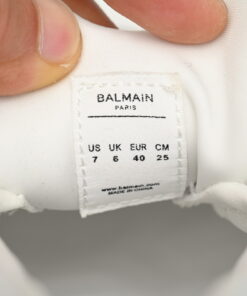 BALMAIN
PARIS
US UK EUR CM
7 6 40 25
www.balmain.com
MADE IN CHINA